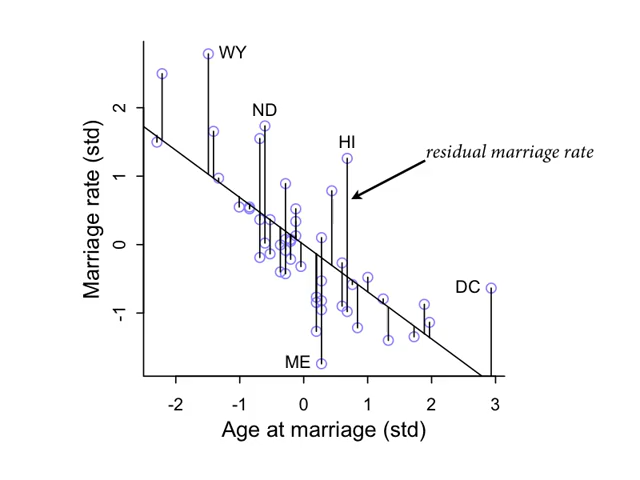 WY
ND
HI
residual marriage rate
DC
ME
Marriage rate (std)
2
1
0
-1
-2 -1 0 1 2 3
Age at marriage (std)